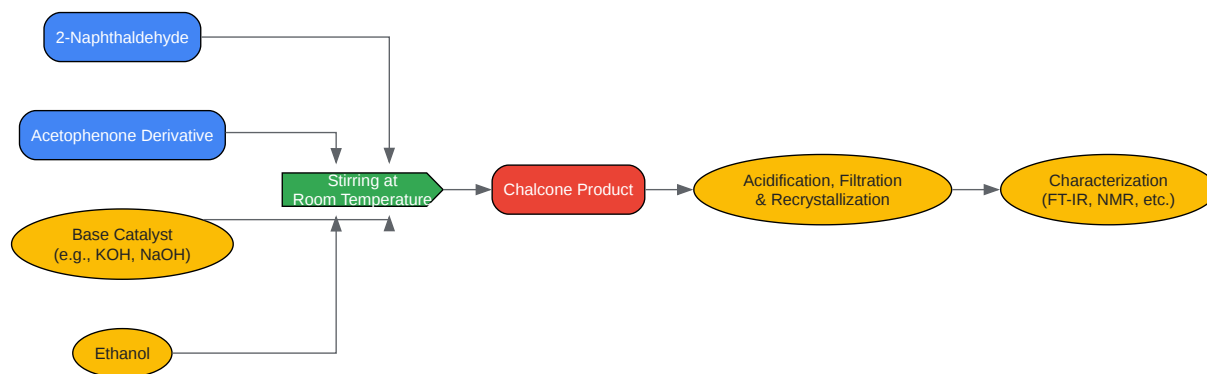 2-Naphthaldehyde
Acetophenone Derivative
Stirring at
Room Temperature
Chalcone Product
Acidification, Filtration
& Recrystallization
Characterization
(FT-IR, NMR, etc.)
Base Catalyst
(e.g., KOH, NaOH)
Ethanol